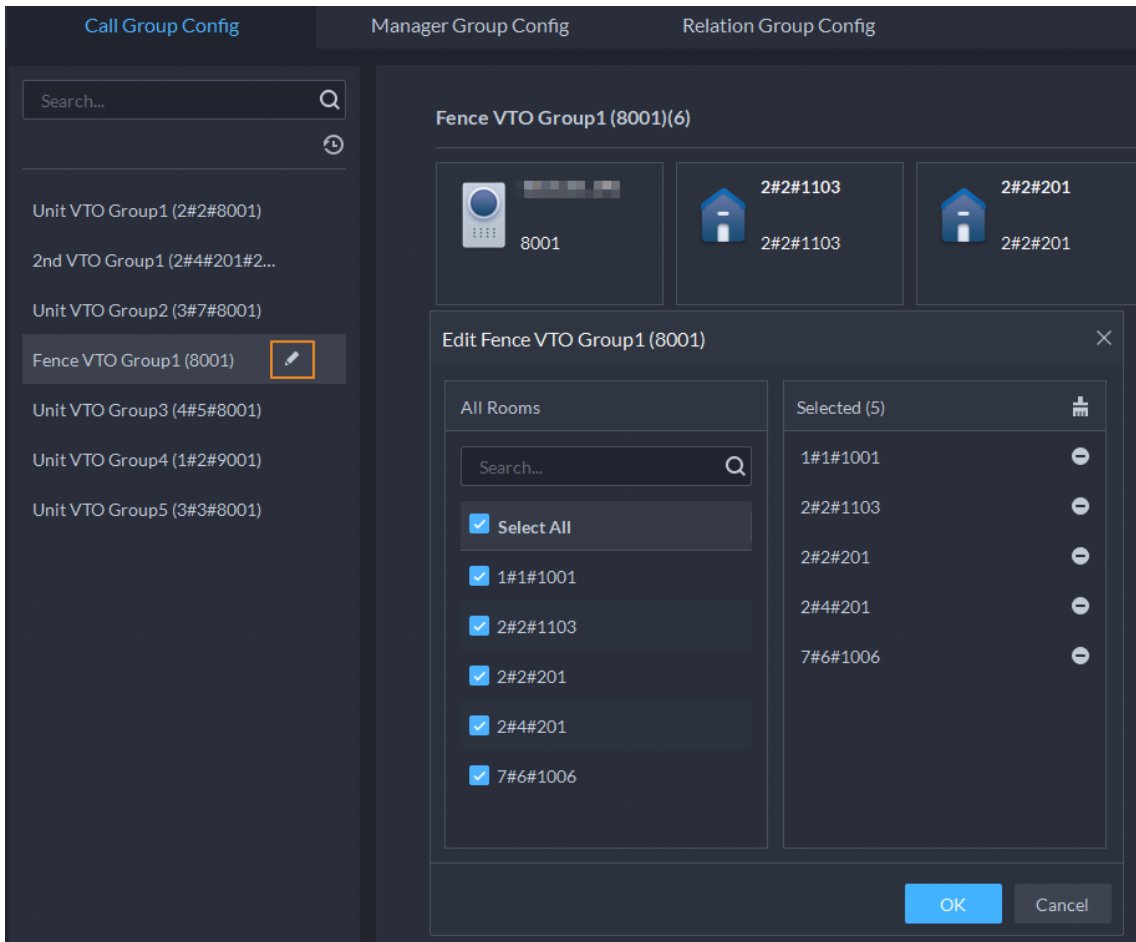 Call Group Config
Manager Group Config
Relation Group Config
Search...
Unit VTO Group1 (2#2#8001)
2nd VTO Group1 (2#4#201#2...
Unit VTO Group2 (3#7#8001)
Fence VTO Group1 (8001)
Unit VTO Group3 (4#5#8001)
Unit VTO Group4 (1#2#9001)
Unit VTO Group5 (3#3#8001)
Fence VTO Group1 (8001)(6)
8001
2#2#1103
2#2#1103
2#2#201
2#2#201
Edit Fence VTO Group1 (8001)
All Rooms
Search...
Select All
1#1#1001
2#2#1103
2#2#201
2#4#201
7#6#1006
Selected (5)
1#1#1001
2#2#1103
2#2#201
2#4#201
7#6#1006
OK
Cancel